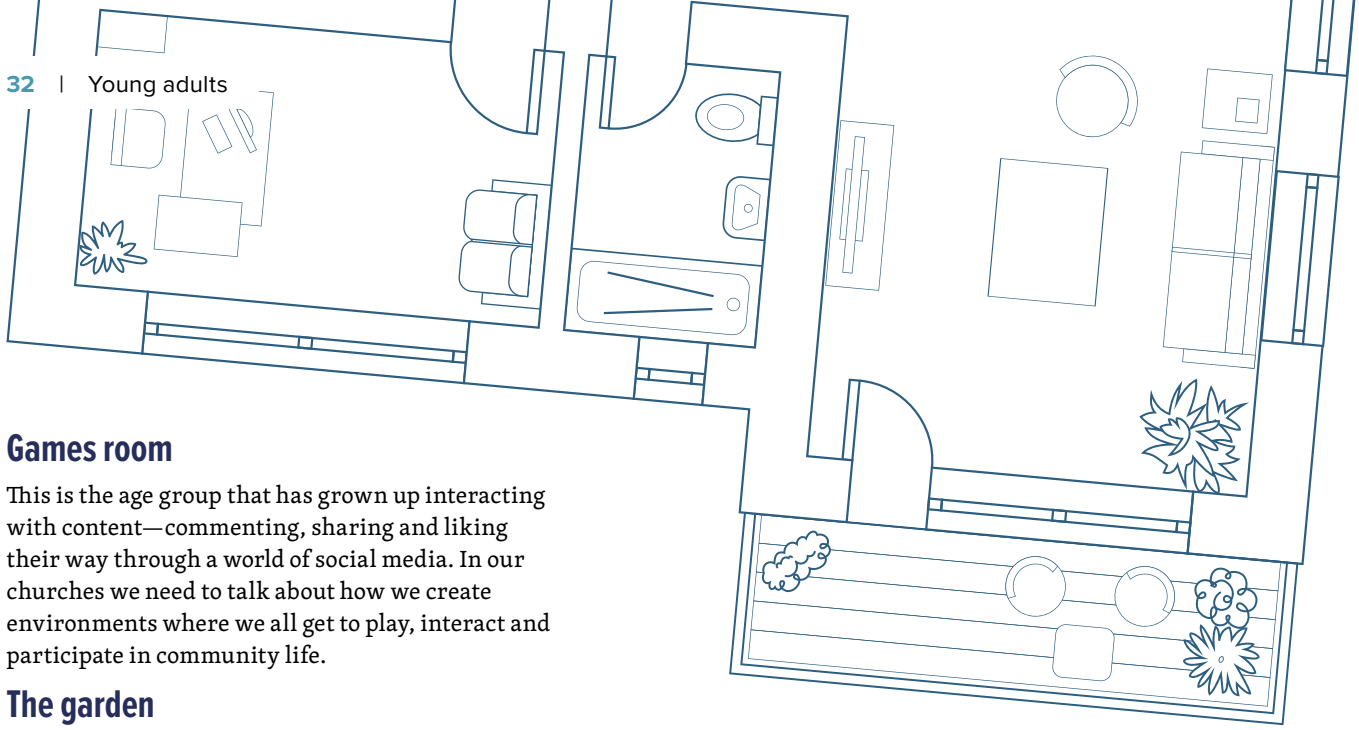 32 | Young adults
Games room
This is the age group that has grown up interacting
with content—commenting, sharing and liking
their way through a world of social media. In our
churches we need to talk about how we create
environments where we all get to play, interact and
participate in community life.
The garden